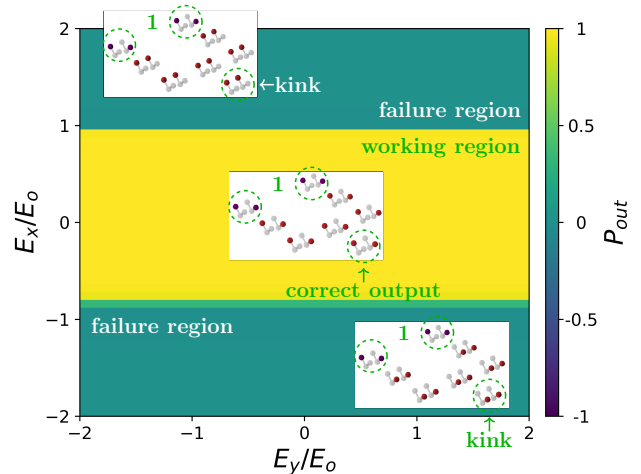 2
1
0
−1
−2
E_x/E_o
1
←kink
failure region
working region
1
correct output
failure region
1
kink
−2
−1
0
1
2
E_y/E_o
1
0.5
0
-0.5
-1
P_out